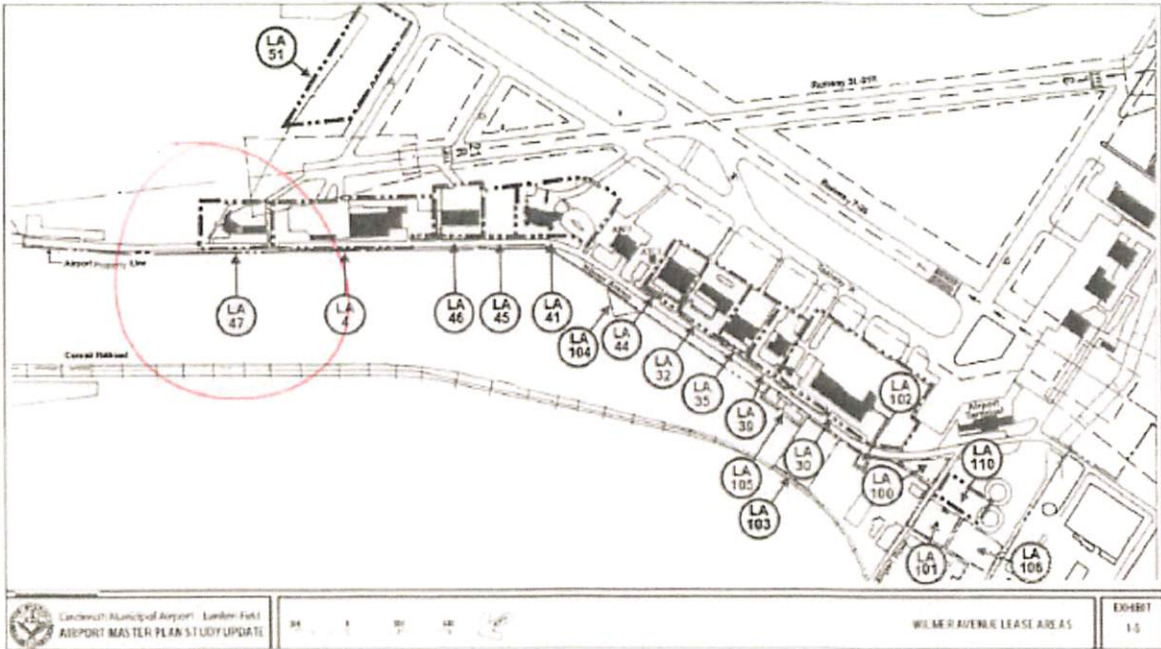 LA 51
Runway 3L-21R
Runway 7-25
Airport Property Line
LA 47
LA 4
LA 46
LA 45
LA 41
LA 104
LA 44
LA 32
LA 35
LA 39
LA 105
LA 30
LA 103
LA 102
LA 100
LA 110
LA 101
LA 106
Airport Terminal
Conrail Railroad
Cincinnati Municipal Airport Lunken Field
AIRPORT MASTER PLAN STUDY UPDATE
WILMER AVENUE LEASE AREAS
EXHIBIT